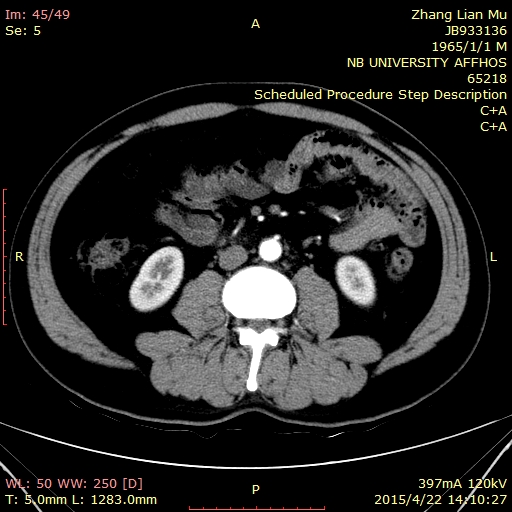 Im: 45/49
Se: 5
A
Zhang Lian Mu
JB933136
1965/1/1 M
NB UNIVERSITY AFFHOS
65218
Scheduled Procedure Step Description
C+A
C+A
R
L
WL: 50 WW: 250 [D]
T: 5.0mm L: 1283.0mm
P
397mA 120kV
2015/4/22 14:10:27